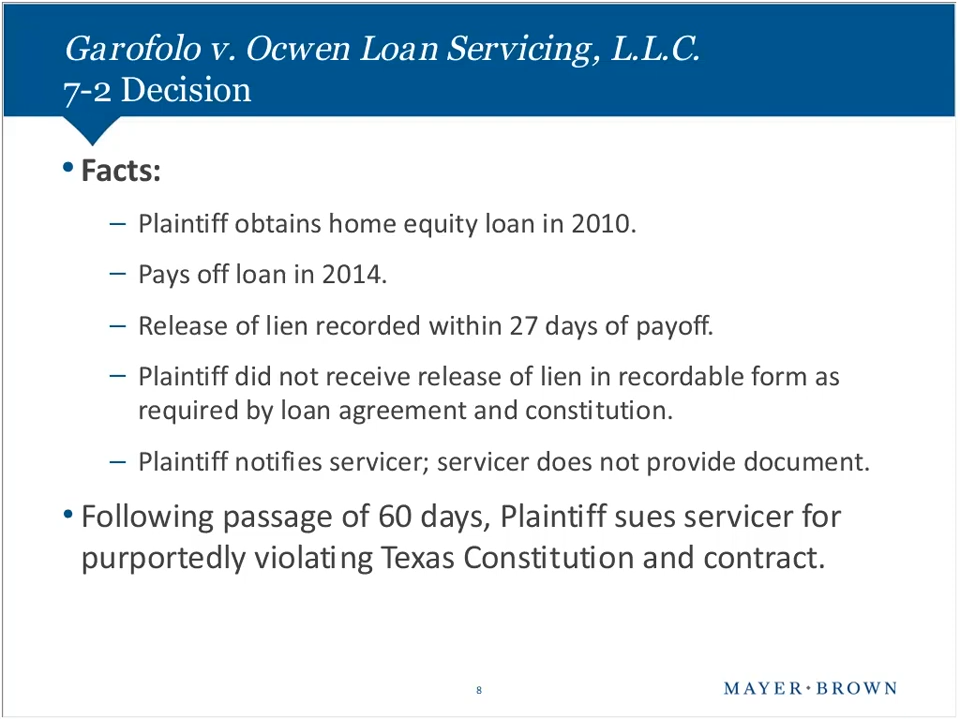 Garofolo v. Ocwen Loan Servicing, L.L.C.
7-2 Decision
• Facts:
– Plaintiff obtains home equity loan in 2010.
– Pays off loan in 2014.
– Release of lien recorded within 27 days of payoff.
– Plaintiff did not receive release of lien in recordable form as
required by loan agreement and constitution.
– Plaintiff notifies servicer; servicer does not provide document.
• Following passage of 60 days, Plaintiff sues servicer for
purportedly violating Texas Constitution and contract.
8
MAYER • BROWN